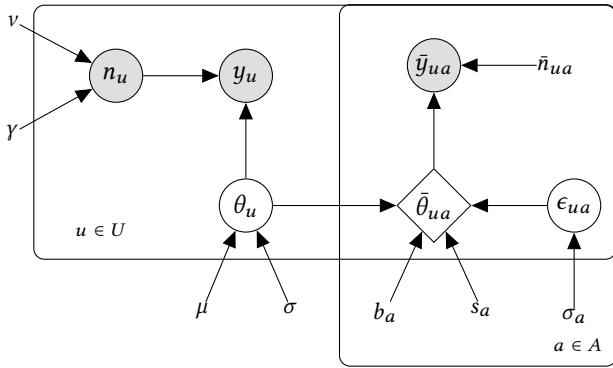 ν
n_u y_u ȳ_ua n̄_ua
γ
θ_u θ̄_ua ϵ_ua
u ∈ U
μ σ b_a s_a σ_a
a ∈ A